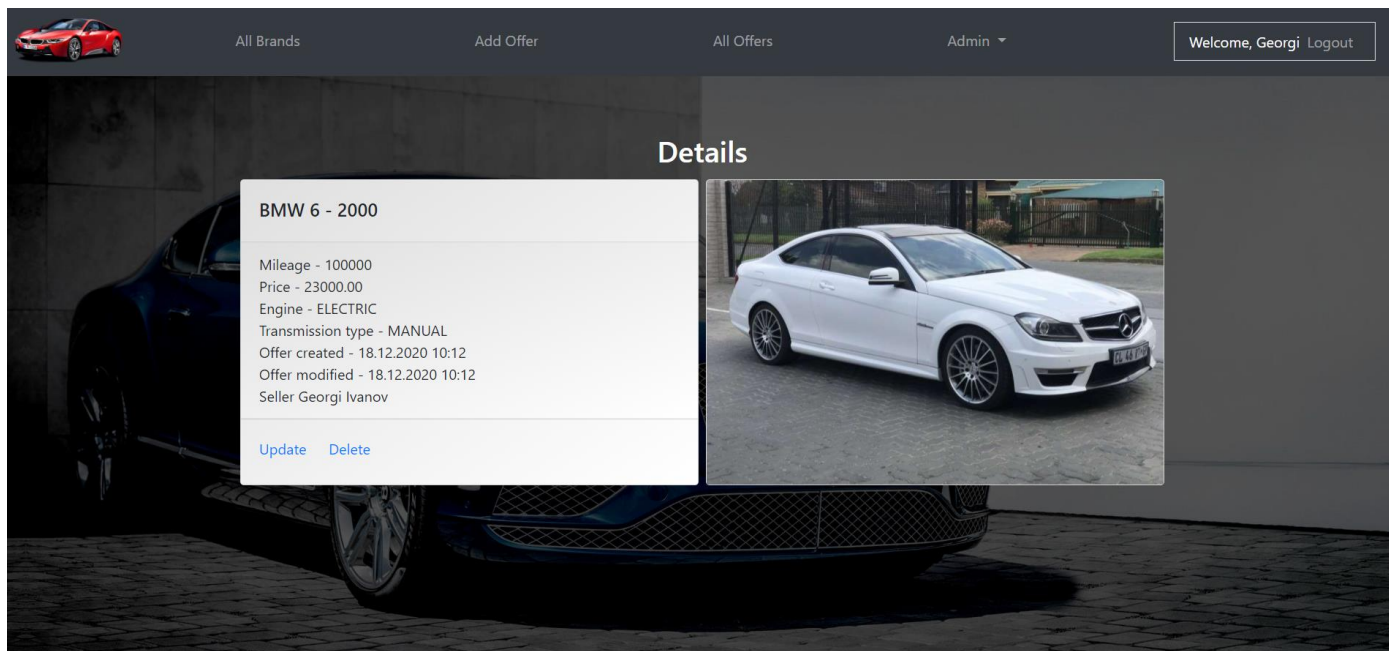 All Brands
Add Offer
All Offers
Admin
Welcome, Georgi Logout
Details
BMW 6 - 2000
Mileage - 100000
Price - 23000.00
Engine - ELECTRIC
Transmission type - MANUAL
Offer created - 18.12.2020 10:12
Offer modified - 18.12.2020 10:12
Seller Georgi Ivanov
Update Delete